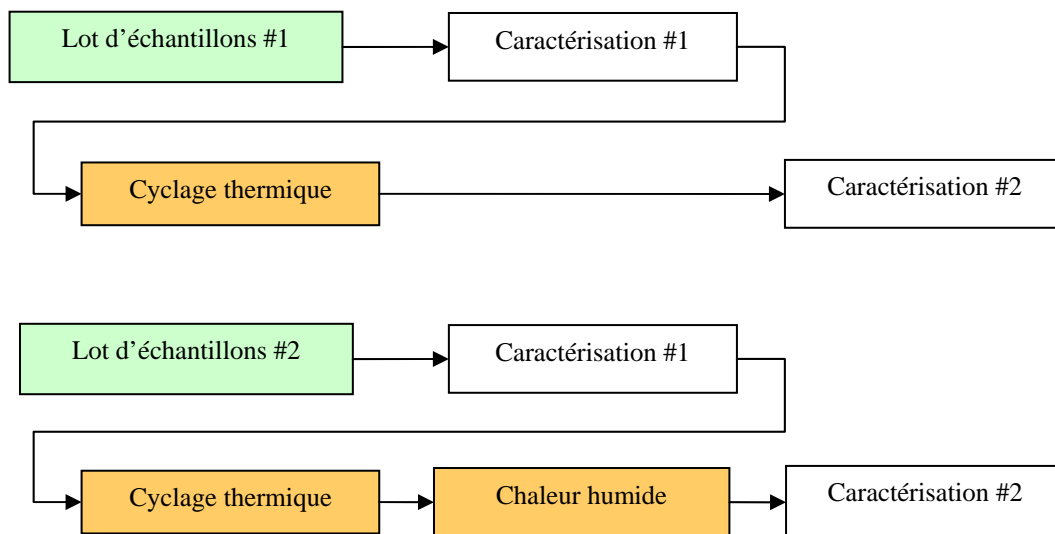 Lot d’échantillons #1
Caractérisation #1
Cyclage thermique
Caractérisation #2
Lot d’échantillons #2
Caractérisation #1
Cyclage thermique
Chaleur humide
Caractérisation #2